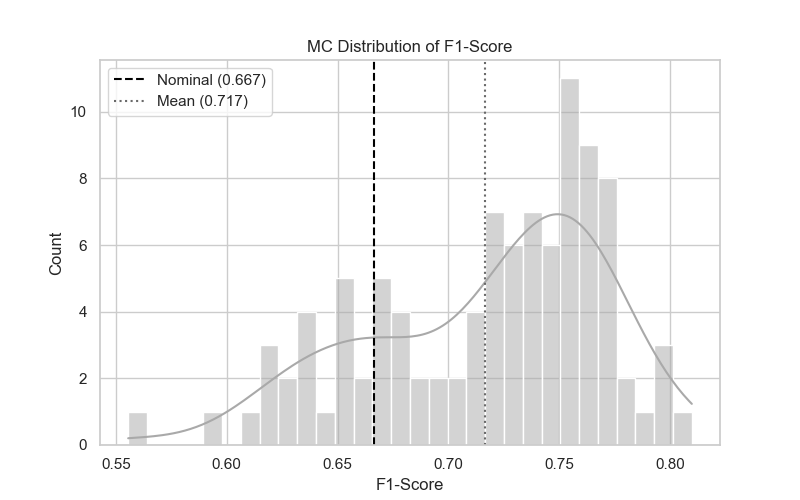 MC Distribution of F1-Score
Nominal (0.667)
Mean (0.717)
Count
10
8
6
4
2
0
0.55 0.60 0.65 0.70 0.75 0.80
F1-Score